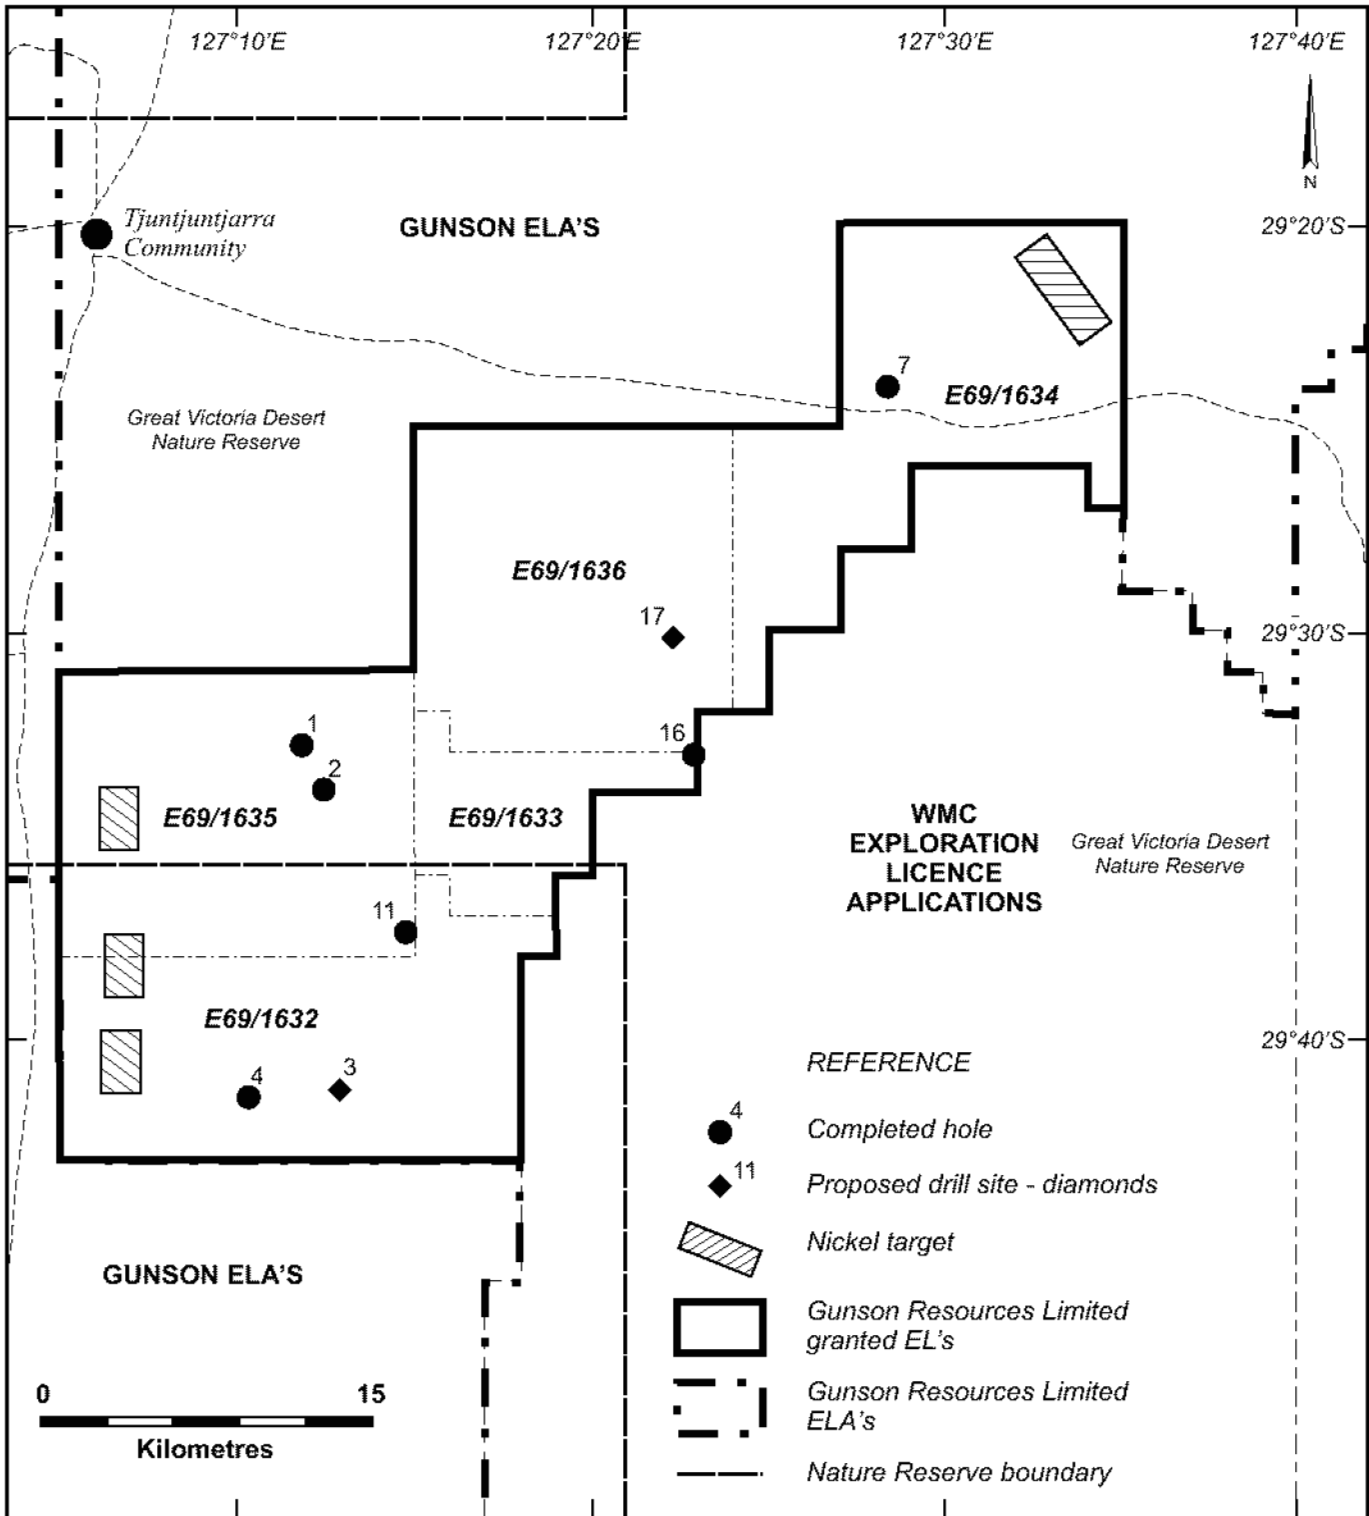 127°10'E
127°20'E
127°30'E
127°40'E
N
Tjuntjuntjarra
Community
GUNSON ELA'S
29°20'S
7
E69/1634
Great Victoria Desert
Nature Reserve
E69/1636
17
29°30'S
1
2
16
E69/1635
E69/1633
WMC
EXPLORATION
LICENCE
APPLICATIONS
Great Victoria Desert
Nature Reserve
11
E69/1632
4
3
29°40'S
REFERENCE
4
Completed hole
11
Proposed drill site - diamonds
Nickel target
GUNSON ELA'S
Gunson Resources Limited
granted EL's
Gunson Resources Limited
ELA's
Nature Reserve boundary
0
15
Kilometres